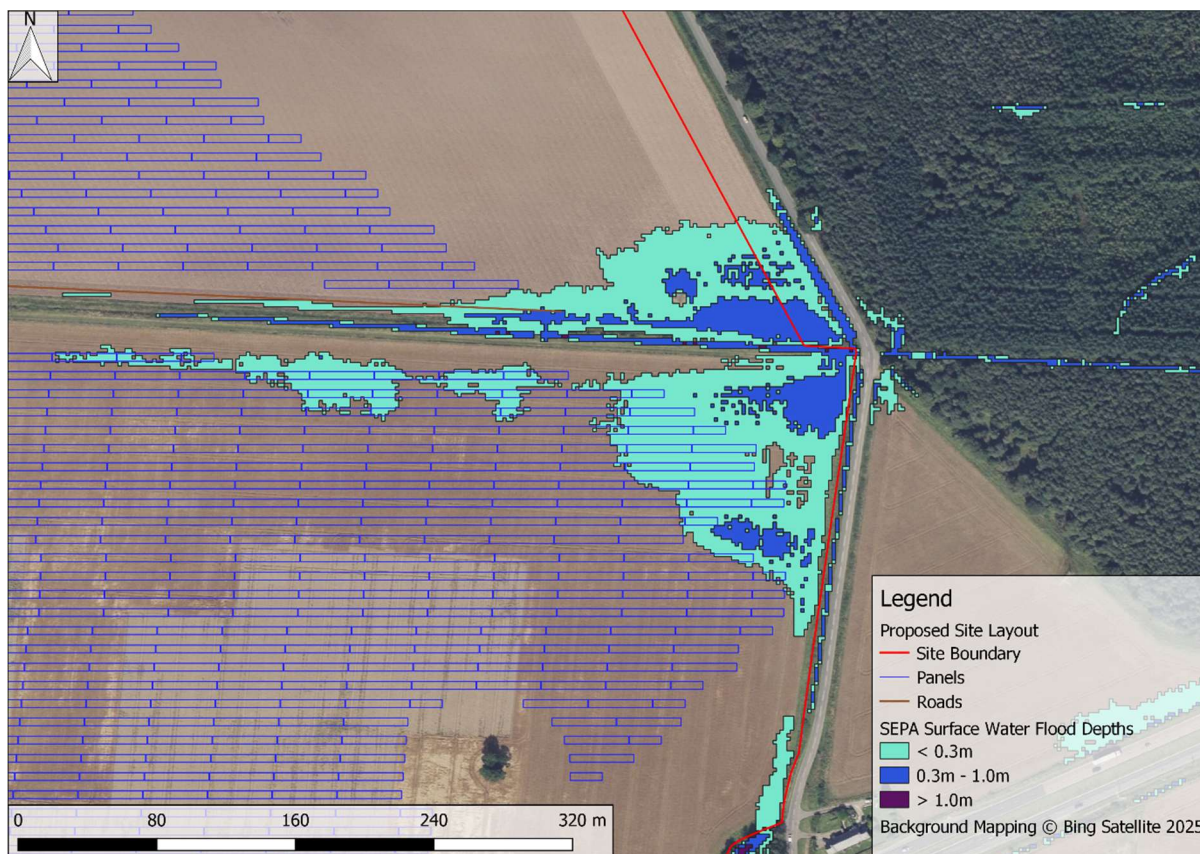 N
Legend
Proposed Site Layout
Site Boundary
Panels
Roads
SEPA Surface Water Flood Depths
< 0.3m
0.3m - 1.0m
> 1.0m
Background Mapping © Bing Satellite 2025
0 80 160 240 320 m